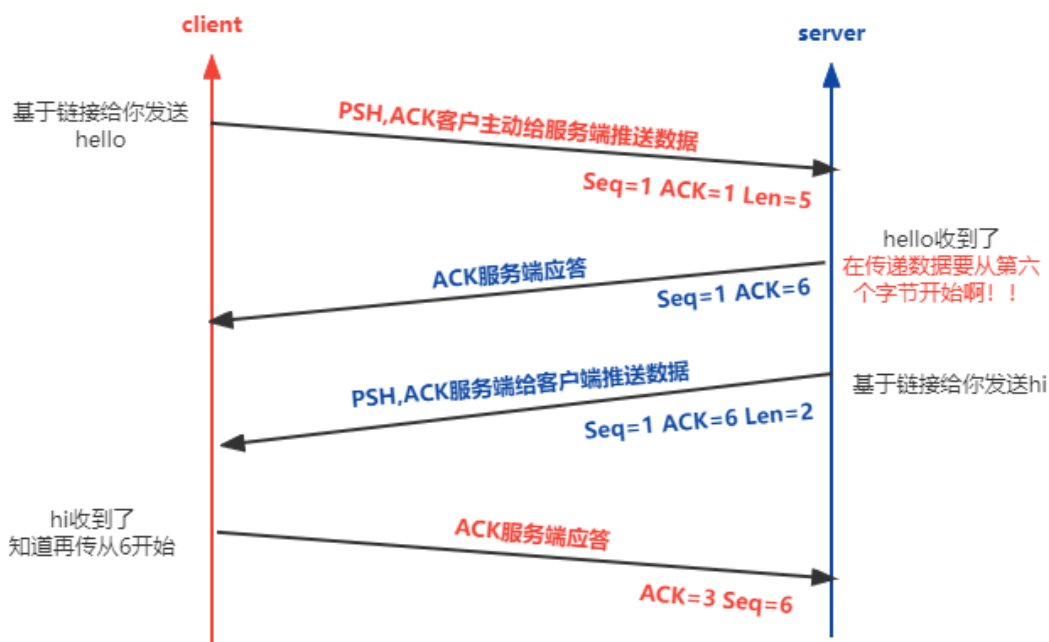 client
server
基于链接给你发送
hello
PSH,ACK客户主动给服务端推送数据
Seq=1 ACK=1 Len=5
hello收到了
在传递数据要从第六
个字节开始啊！！
ACK服务端应答
Seq=1 ACK=6
PSH,ACK服务端给客户端推送数据
基于链接给你发送hi
Seq=1 ACK=6 Len=2
hi收到了
知道再传从6开始
ACK服务端应答
ACK=3 Seq=6